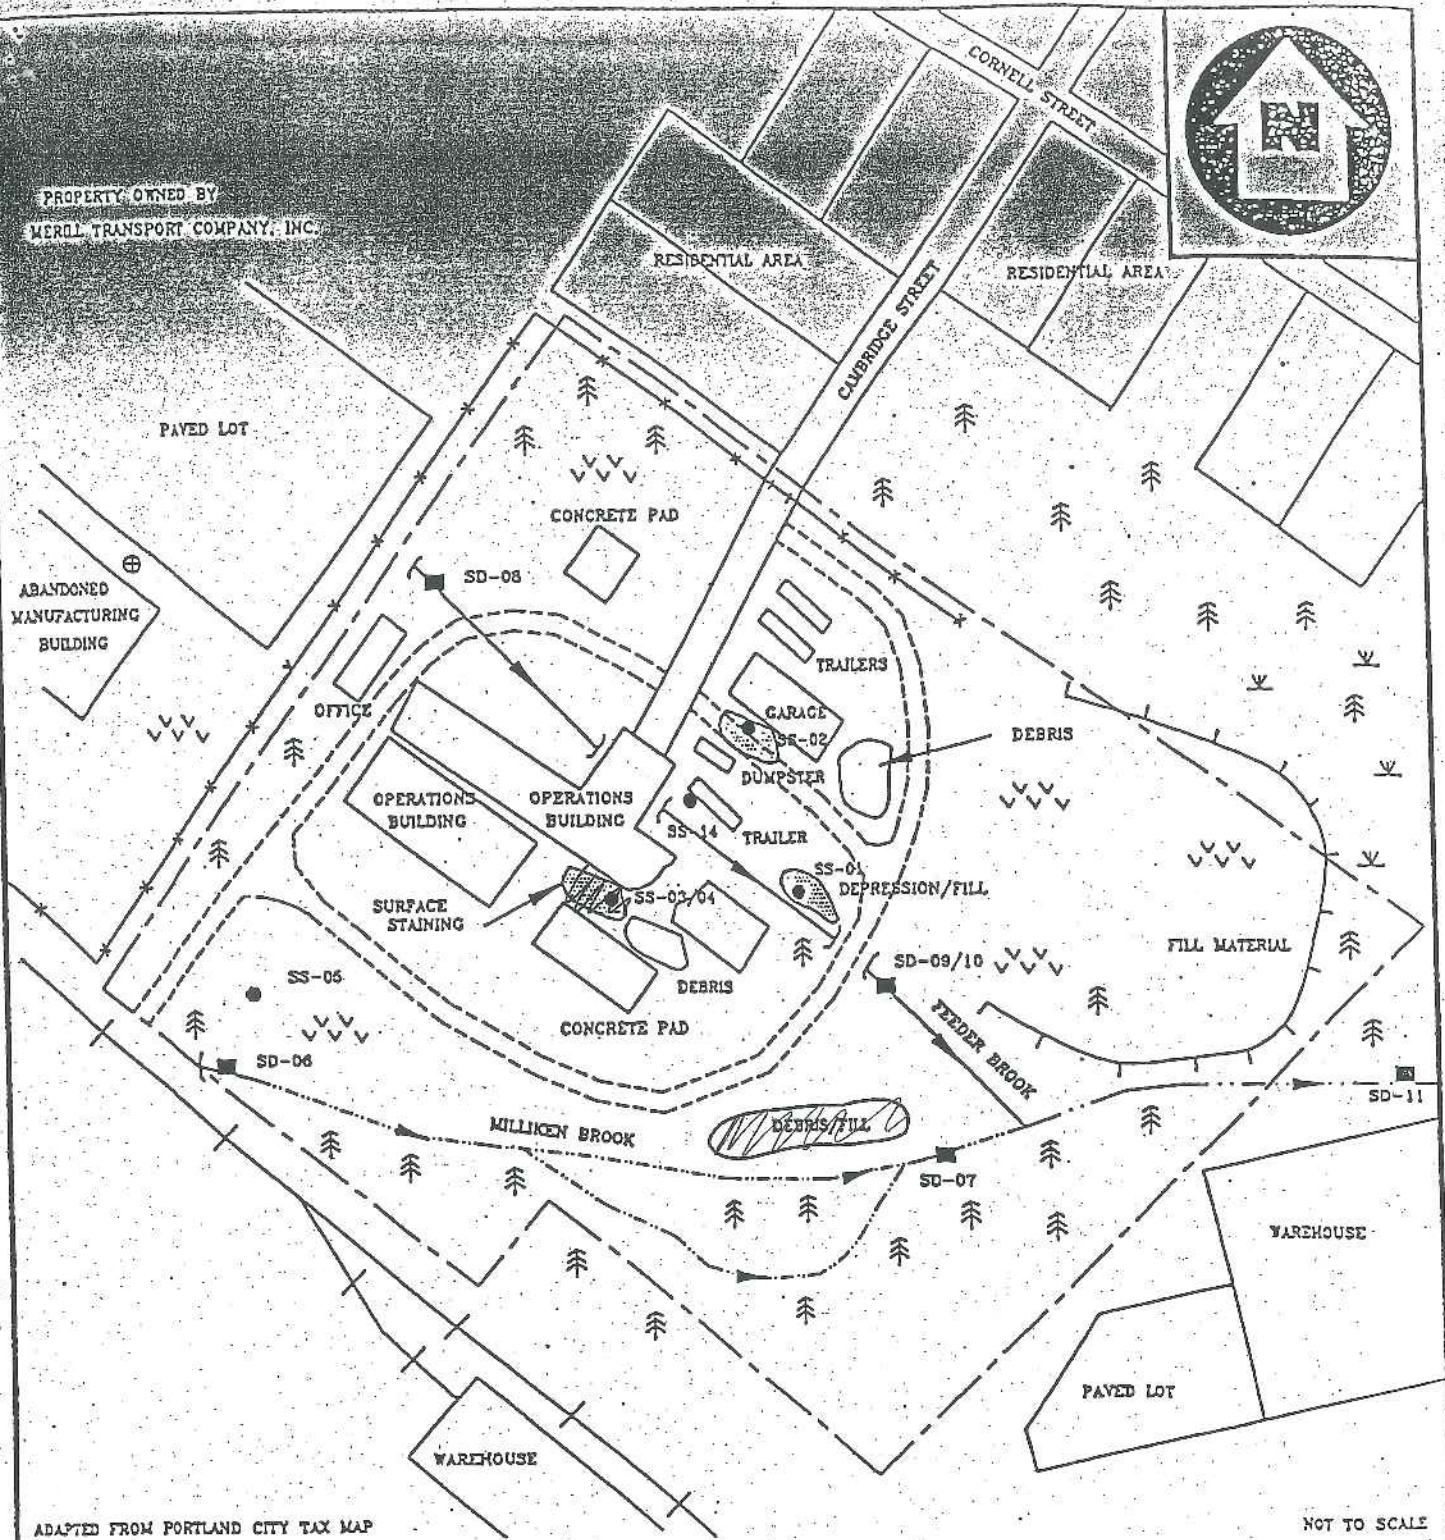 CORNELL STREET
N
PROPERTY OWNED BY
MERILL TRANSPORT COMPANY, INC.
RESIDENTIAL AREA
RESIDENTIAL AREA
CAMBRIDGE STREET
PAVED LOT
CONCRETE PAD
SD-08
ABANDONED
MANUFACTURING
BUILDING
TRAILERS
OFFICE
GARAGE
SS-02
DEBRIS
DUMPSTER
OPERATIONS
BUILDING
OPERATIONS
BUILDING
SS-14
TRAILER
SS-01
DEPRESSION/FILL
SURFACE
STAINING
SS-03/04
FILL MATERIAL
SS-05
DEBRIS
SD-09/10
CONCRETE PAD
FEEDER BROOK
SD-06
SD-11
MILLIKEN BROOK
DEBRIS/FILL
SD-07
WAREHOUSE
PAVED LOT
WAREHOUSE
ADAPTED FROM PORTLAND CITY TAX MAP
NOT TO SCALE